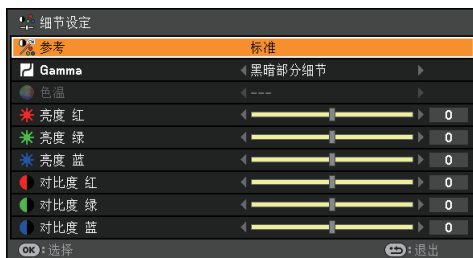 细节设定
参考 标准
Gamma 黑暗部分细节
色温 ---
亮度 红 0
亮度 绿 0
亮度 蓝 0
对比度 红 0
对比度 绿 0
对比度 蓝 0
OK:选择 :退出